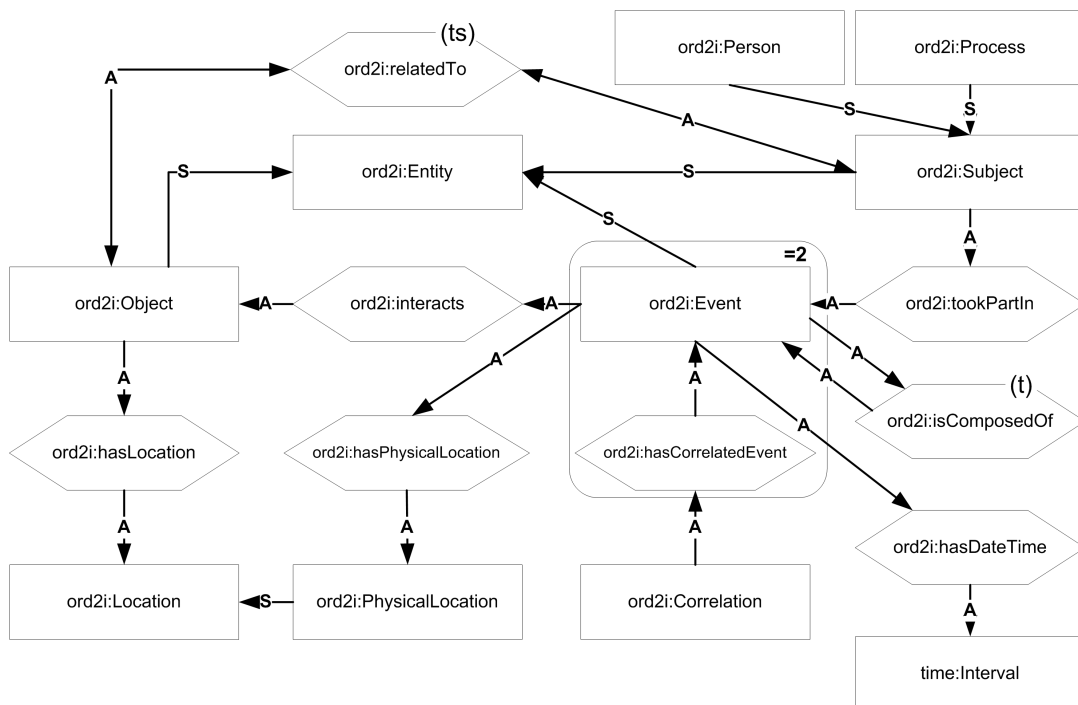 (ts)
A
ord2i:relatedTo
ord2i:Person
ord2i:Process
S
S
A
S
ord2i:Entity
S
ord2i:Subject
S
A
=2
ord2i:Object
A
ord2i:interacts
A
ord2i:Event
A
ord2i:tookPartIn
A
A
A
A
A
(t)
ord2i:isComposedOf
A
ord2i:hasLocation
ord2i:hasPhysicalLocation
ord2i:hasCorrelatedEvent
A
A
A
ord2i:hasDateTime
ord2i:Location
S
ord2i:PhysicalLocation
ord2i:Correlation
A
time:Interval